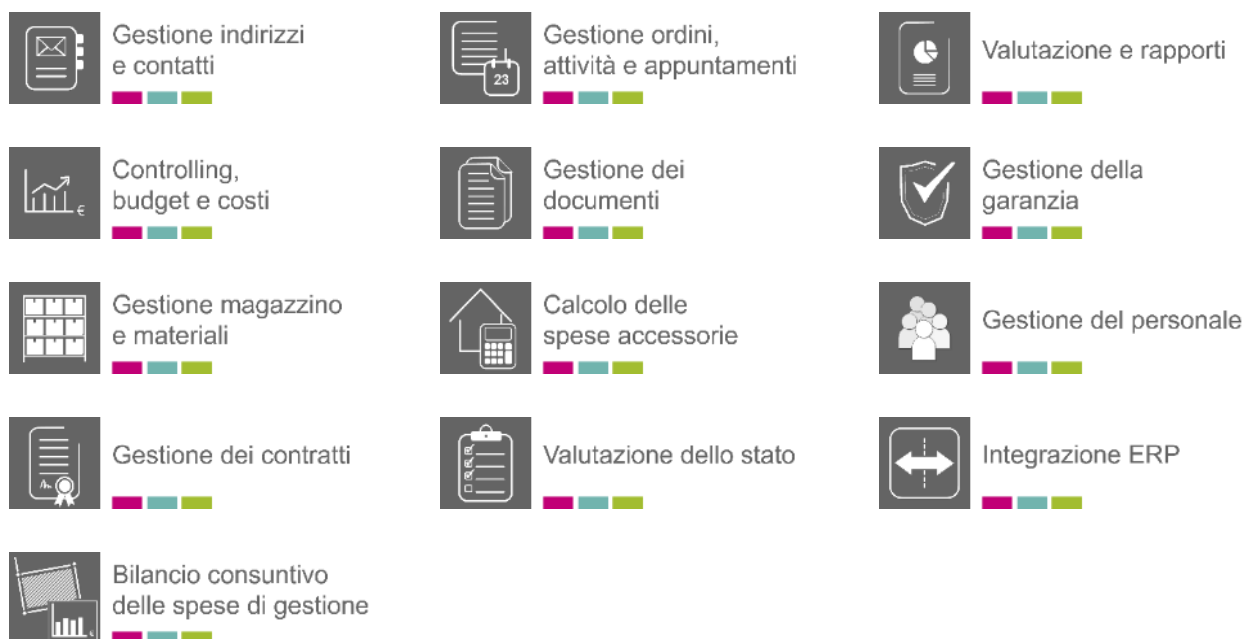 Gestione indirizzi
e contatti
23
Gestione ordini,
attività e appuntamenti
Valutazione e rapporti
€
Controlling,
budget e costi
Gestione dei
documenti
Gestione della
garanzia
Gestione magazzino
e materiali
Calcolo delle
spese accessorie
Gestione del personale
Gestione dei contratti
Valutazione dello stato
Integrazione ERP
€
Bilancio consuntivo
delle spese di gestione